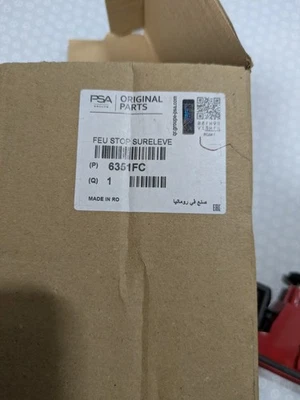 PSA
ORIGINAL
PARTS
FEU STOP SURELEVE
(P) 6351FC
(Q) 1
MADE IN RO
صنع في رومانيا